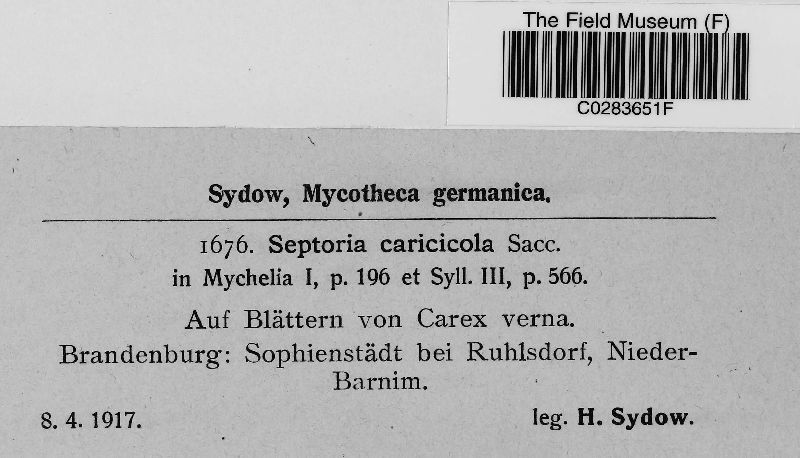 The Field Museum (F)
C0283651F
Sydow, Mycotheca germanica.
1676. Septoria caricicola Sacc.
in Mychelia I, p. 196 et Syll. III, p. 566.
Auf Blättern von Carex verna.
Brandenburg: Sophienstädt bei Ruhlsdorf, Nieder-
Barnim.
8. 4. 1917. leg. H. Sydow.